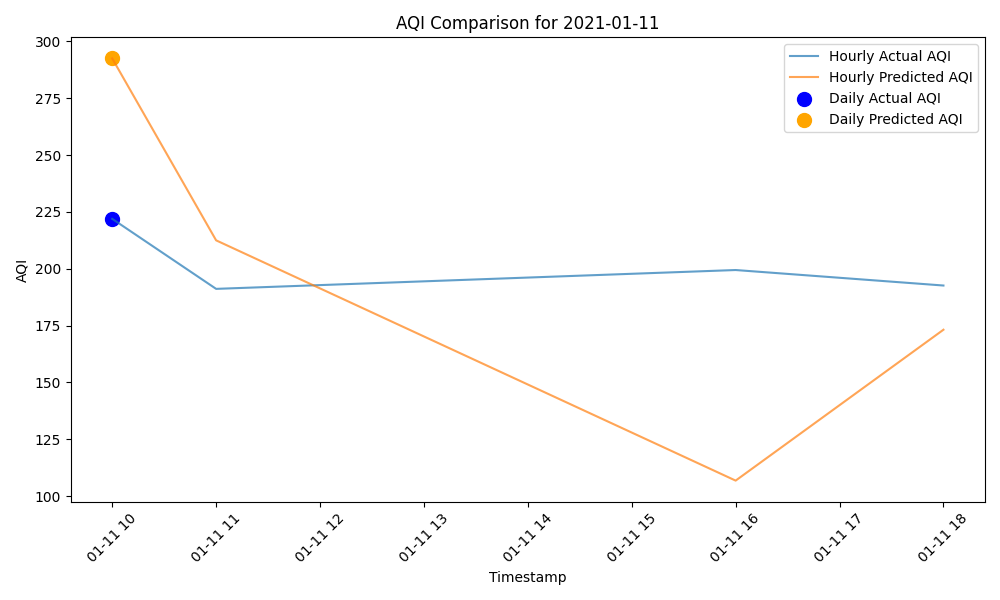 AQI Comparison for 2021-01-11
Hourly Actual AQI
Hourly Predicted AQI
Daily Actual AQI
Daily Predicted AQI
AQI
300
275
250
225
200
175
150
125
100
01-11 10
01-11 11
01-11 12
01-11 13
01-11 14
01-11 15
01-11 16
01-11 17
01-11 18
Timestamp